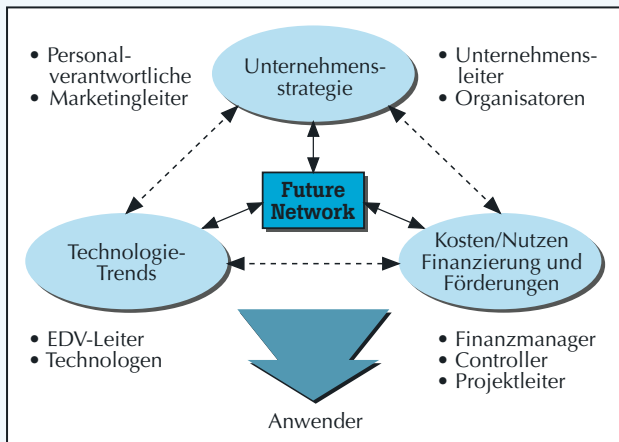 • Personal-
verantwortliche
• Marketingleiter
Unternehmens-
strategie
• Unternehmens-
leiter
• Organisatoren
Future
Network
Technologie-
Trends
Kosten/Nutzen
Finanzierung und
Förderungen
• EDV-Leiter
• Technologen
• Finanzmanager
• Controller
• Projektleiter
Anwender